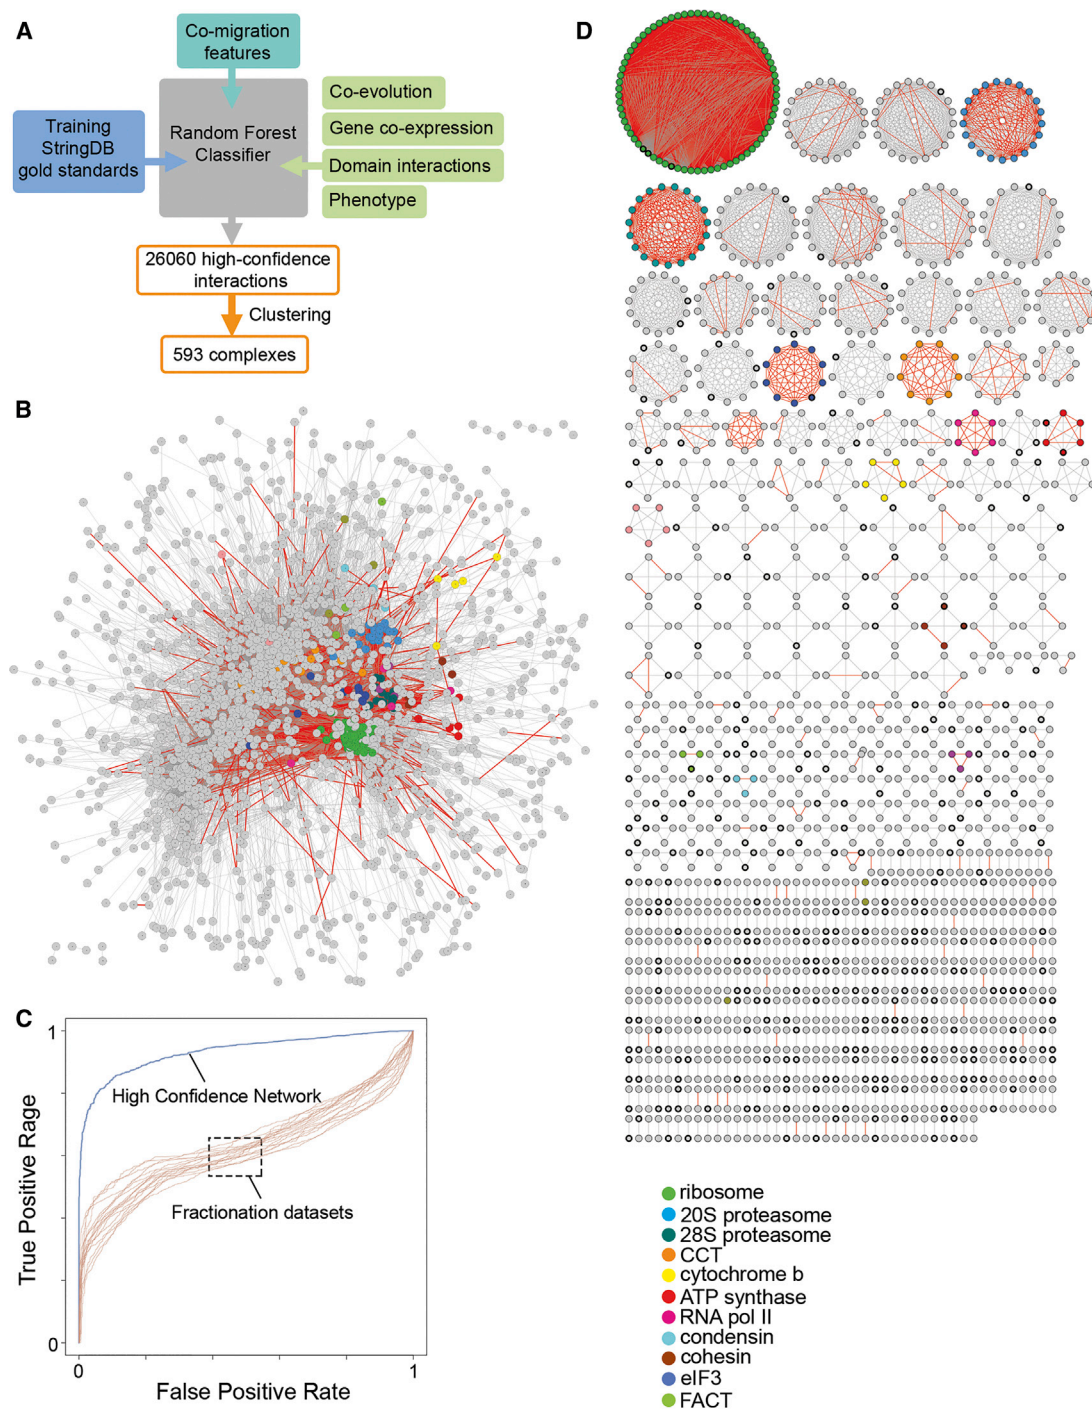 A
Co-migration
features
Training
StringDB
gold standards
Random Forest
Classifier
Co-evolution
Gene co-expression
Domain interactions
Phenotype
26060 high-confidence
interactions
Clustering
593 complexes
B
C
1
High Confidence Network
Fractionation datasets
True Positive Rage
0
0
1
False Positive Rate
D
ribosome
20S proteasome
28S proteasome
CCT
cytochrome b
ATP synthase
RNA pol II
condensin
cohesin
eIF3
FACT